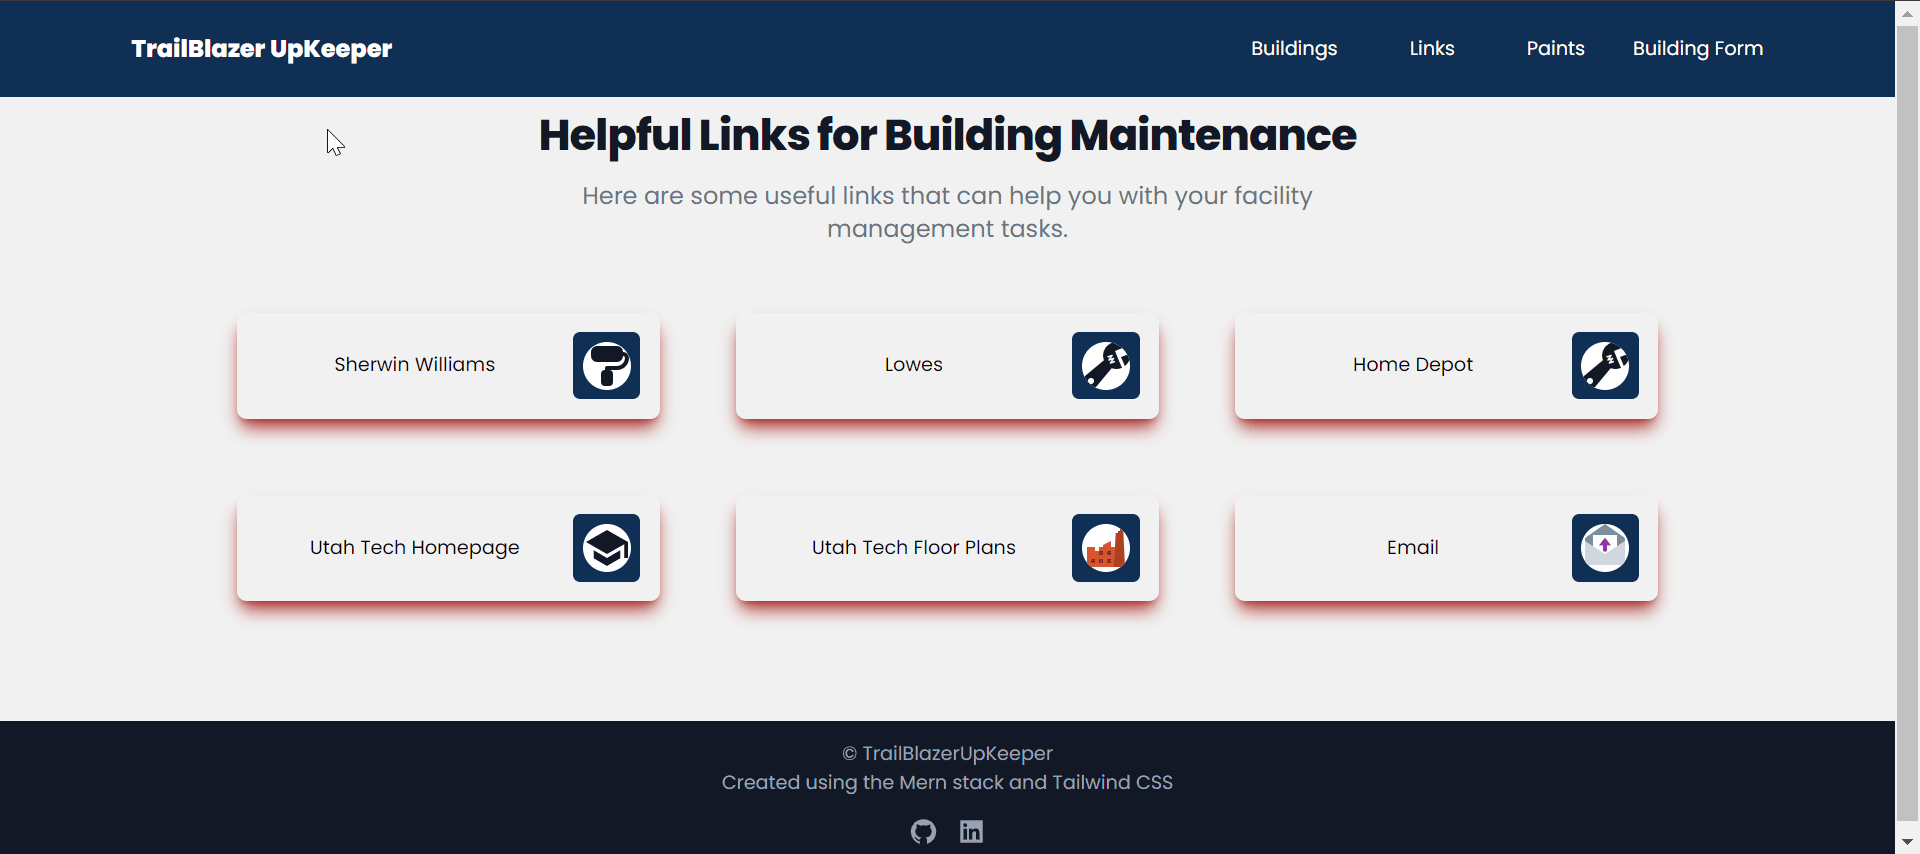 TrailBlazer UpKeeper
Buildings
Links
Paints
Building Form
Helpful Links for Building Maintenance
Here are some useful links that can help you with your facility
management tasks.
Sherwin Williams
Lowes
Home Depot
Utah Tech Homepage
Utah Tech Floor Plans
Email
© TrailBlazerUpKeeper
Created using the Mern stack and Tailwind CSS
in